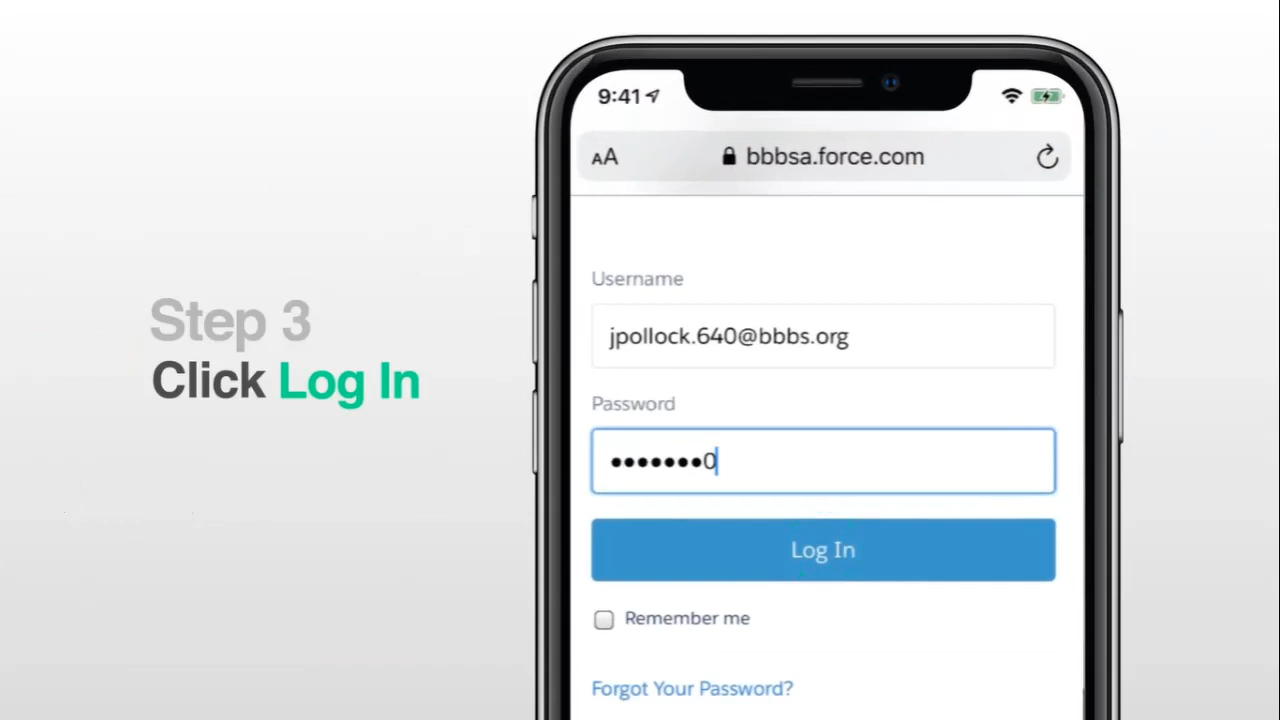 Step 3
Click Log In
9:41
AA
bbbsa.force.com
Username
jpollock.640@bbbs.org
Password
•••••••0
Log In
Remember me
Forgot Your Password?